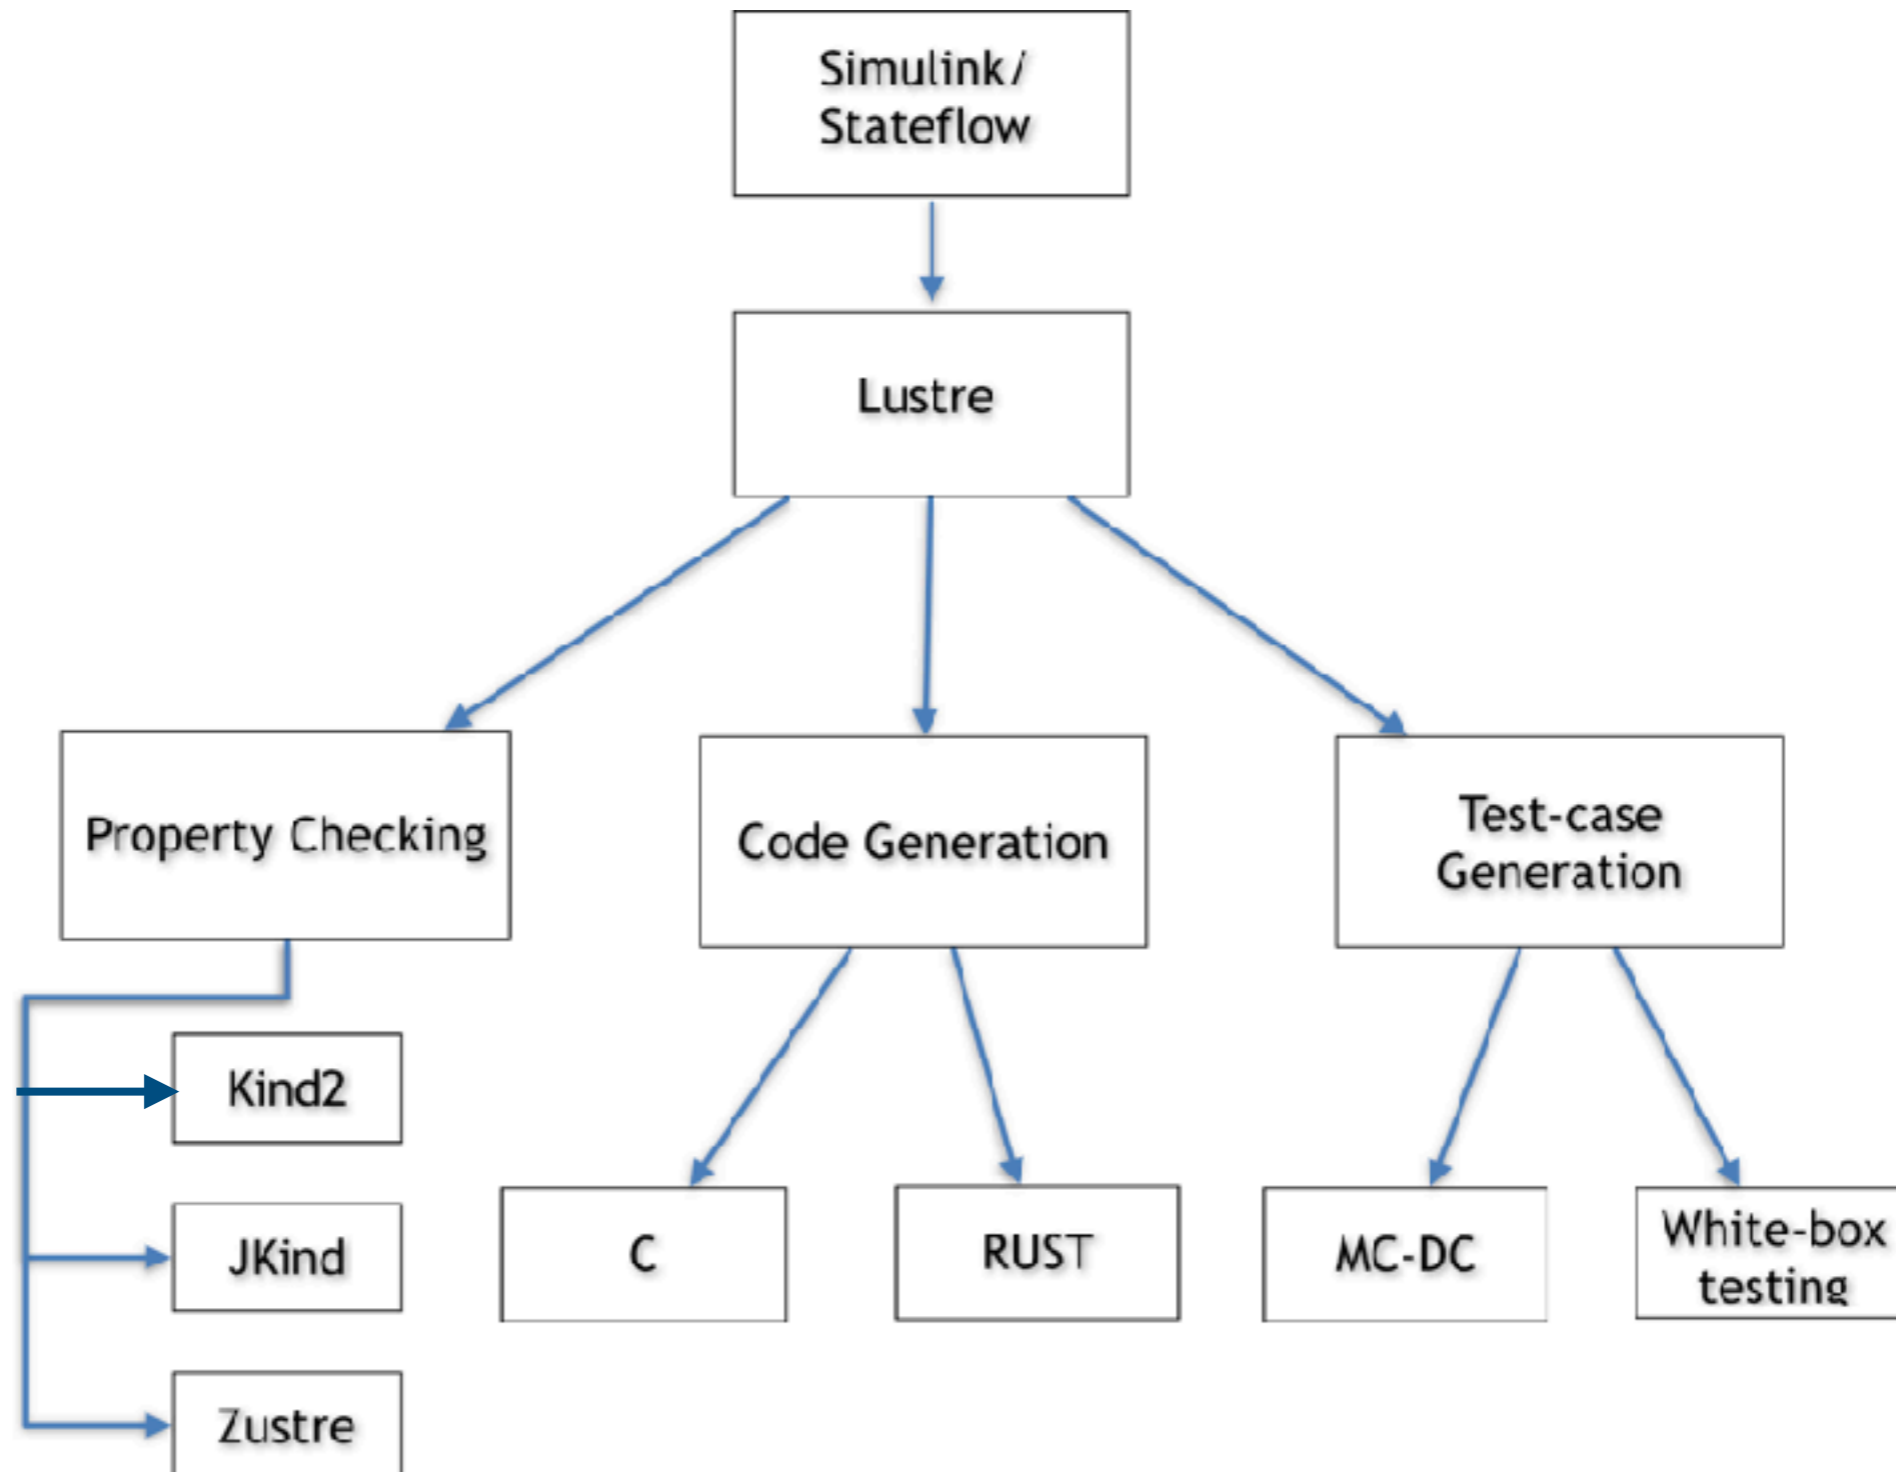 Simulink/
Stateflow
Lustre
Property Checking
Code Generation
Test-case
Generation
Kind2
JKind
Zustre
C
RUST
MC-DC
White-box
testing